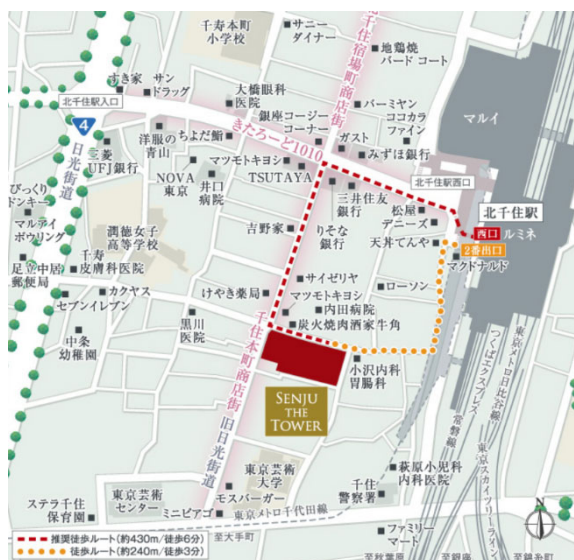 千寿本町
小学校
サニー
ダイナー
北千住宿場町商店街
地鶏焼
バード コート
すき家
サン
ドラッグ
大橋眼科
医院
マルイ
北千住駅入口
銀座コージー
コーナー
バーミヤン
ココカラ
ファイン
4
日光街道
洋服の
青山
ちよだ鮨
きたろーど1010
ガスト
みずほ銀行
三菱
UFJ銀行
マツモトキヨシ
TSUTAYA
NOVA
東京
井口
病院
三井住友
銀行
北千住駅西口
北千住駅
びっくり
ドンキー
マルアイ
ボウリング
潤徳女子
高等学校
松屋
デニーズ
西口
ルミネ
吉野家
りそな
銀行
天丼てんや
2番出口
マクドナルド
足立中居
郵便局
千寿
皮膚科医院
サイゼリヤ
カクヤス
セブンイレブン
けやき薬局
マツモトキヨシ
ローソン
内田病院
黒川
医院
炭火焼肉酒家牛角
中条
幼稚園
千住本町商店街
旧日光街道
小沢内科
胃腸科
SENJU
THE
TOWER
東京メトロ日比谷線
つくばエクスプレス
常磐線
東京スカイツリーライン
東京芸術
大学
萩原小児科
内科医院
東京芸術
センター
モスバーガー
千住
警察署
ステラ千住
保育園
ミニピアゴ
東京メトロ千代田線
N
ファミリー
マート
至大手町
推奨徒歩ルート(約430m/徒歩6分)
徒歩ルート(約240m/徒歩3分)
至秋葉原
至銀座
至錦糸町